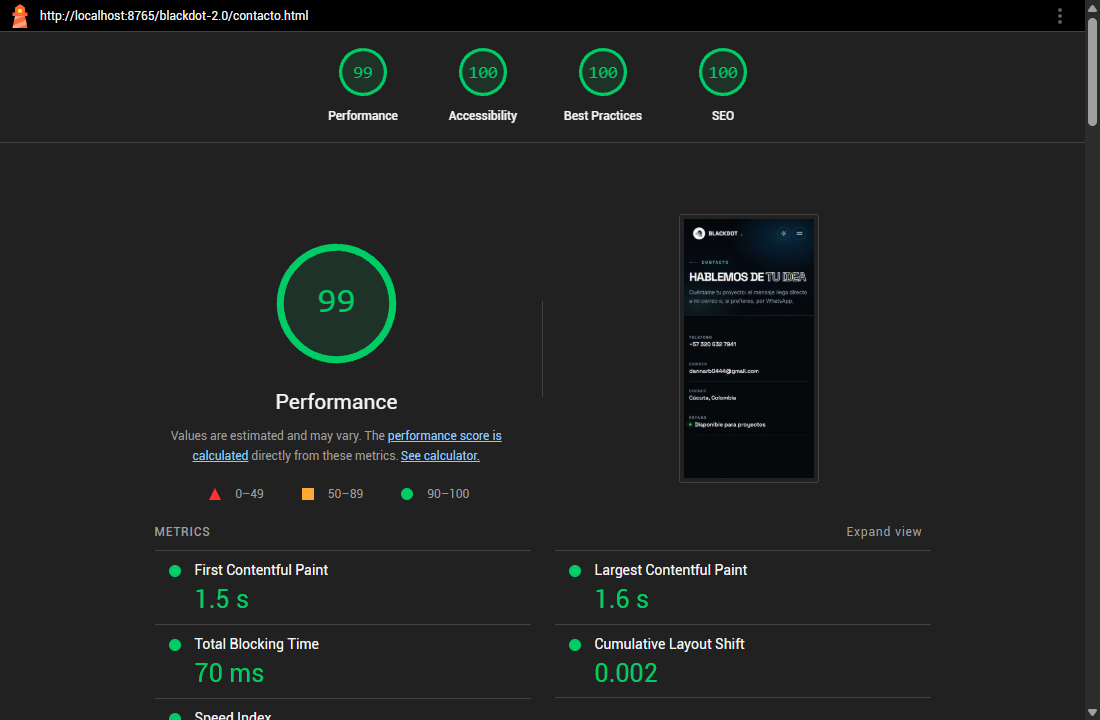 http://localhost:8765/blackdot-2.0/contacto.html
99
100
100
100
Performance
Accessibility
Best Practices
SEO
99
Performance
Values are estimated and may vary. The performance score is
calculated directly from these metrics. See calculator.
0–49
50–89
90–100
BLACKDOT .
CONTACTO
HABLEMOS DE TU IDEA
Cuéntame tu proyecto: el mensaje llega directo
a mi correo o, si prefieres, por WhatsApp.
TELÉFONO
+57 320 632 7941
CORREO
dannarb0444@gmail.com
CIUDAD
Cúcuta, Colombia
ESTADO
Disponible para proyectos
METRICS
Expand view
First Contentful Paint
1.5 s
Largest Contentful Paint
1.6 s
Total Blocking Time
70 ms
Cumulative Layout Shift
0.002
Speed Index